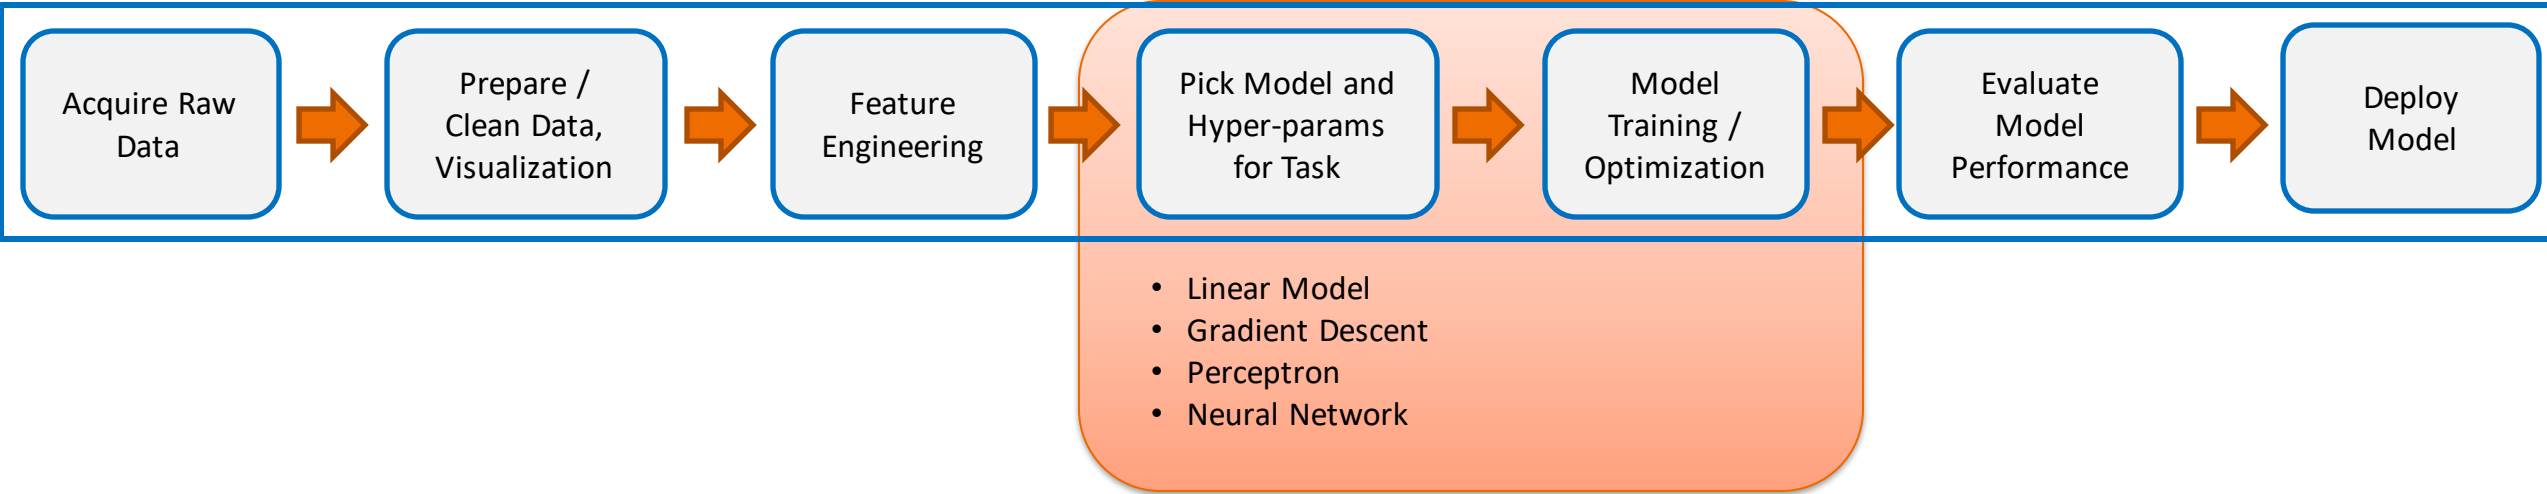 Acquire Raw
Data
Prepare /
Clean Data,
Visualization
Feature
Engineering
Pick Model and
Hyper-params
for Task
Model
Training /
Optimization
Evaluate
Model
Performance
Deploy
Model
• Linear Model
• Gradient Descent
• Perceptron
• Neural Network